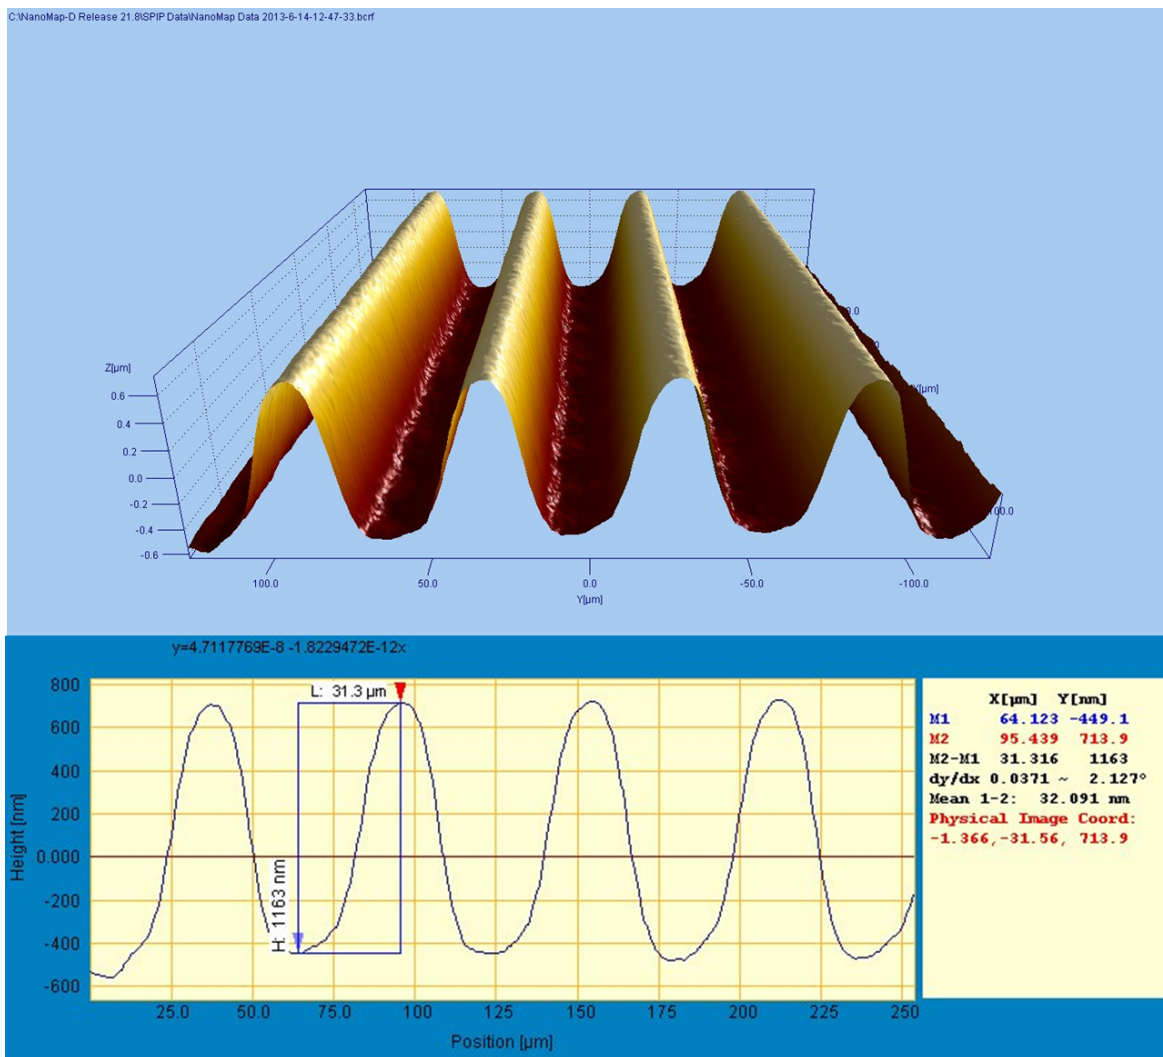 C:\NanoMap-D Release 21.8\SPIP Data\NanoMap Data 2013-6-14-12-47-33.bcrf
Z[µm]
0.6
0.4
0.2
0.0
-0.2
-0.4
-0.6
100.0
50.0
0.0
-50.0
-100.0
Y[µm]
y=4.7117769E-8 -1.8229472E-12x
800
600
400
200
0.000
-200
-400
-600
Height [nm]
L: 31.3 µm
H: 1163 nm
25.0
50.0
75.0
100
125
150
175
200
225
250
Position [µm]
X[µm] Y[nm]
M1 64.123 -449.1
M2 95.439 713.9
M2-M1 31.316 1163
dy/dx 0.0371 ~ 2.127°
Mean 1-2: 32.091 nm
Physical Image Coord:
-1.366,-31.56, 713.9